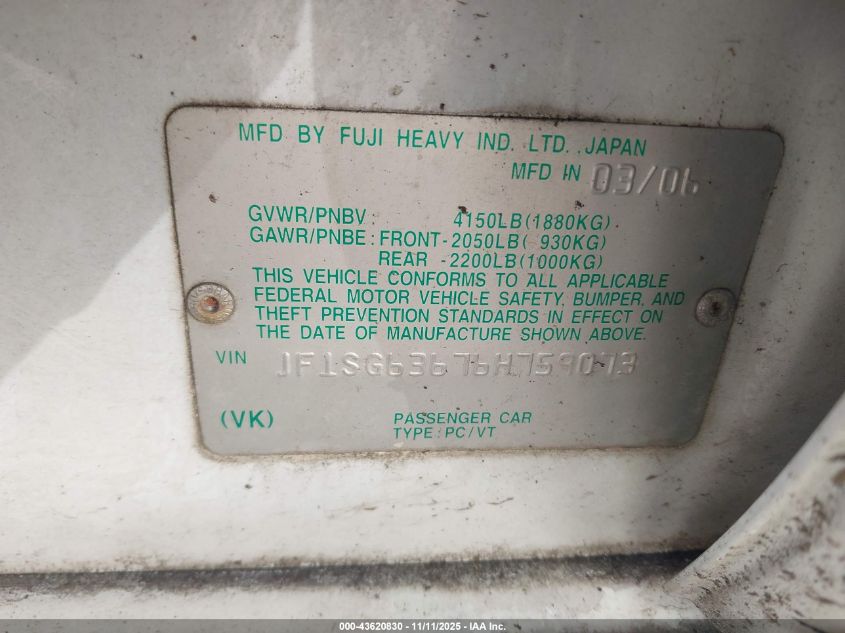 MFD BY FUJI HEAVY IND. LTD. JAPAN
MFD IN 03/06
GVWR/PNBV: 4150LB(1880KG)
GAWR/PNBE: FRONT-2050LB( 930KG)
REAR -2200LB(1000KG)
THIS VEHICLE CONFORMS TO ALL APPLICABLE
FEDERAL MOTOR VEHICLE SAFETY, BUMPER, AND
THEFT PREVENTION STANDARDS IN EFFECT ON
THE DATE OF MANUFACTURE SHOWN ABOVE.
VIN JF1SG63676H759073
(VK) PASSENGER CAR
TYPE: PC/VT
000-43620830 - 11/11/2025 - IAA Inc.